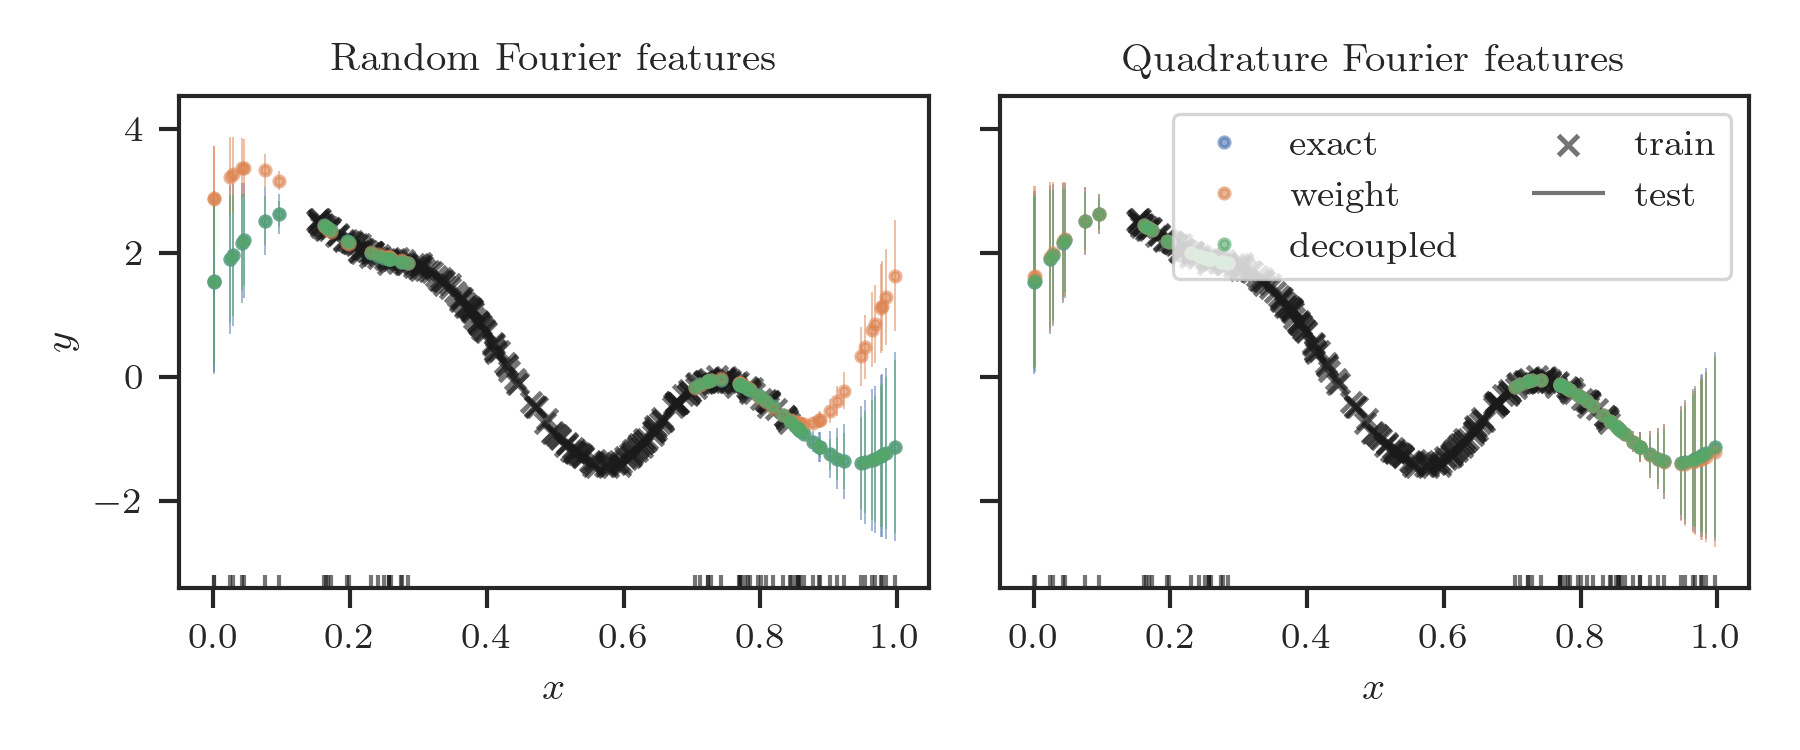 Random Fourier features
Quadrature Fourier features
4
2
0
−2
y
0.0 0.2 0.4 0.6 0.8 1.0
x
exact
weight
decoupled
train
test
0.0 0.2 0.4 0.6 0.8 1.0
x